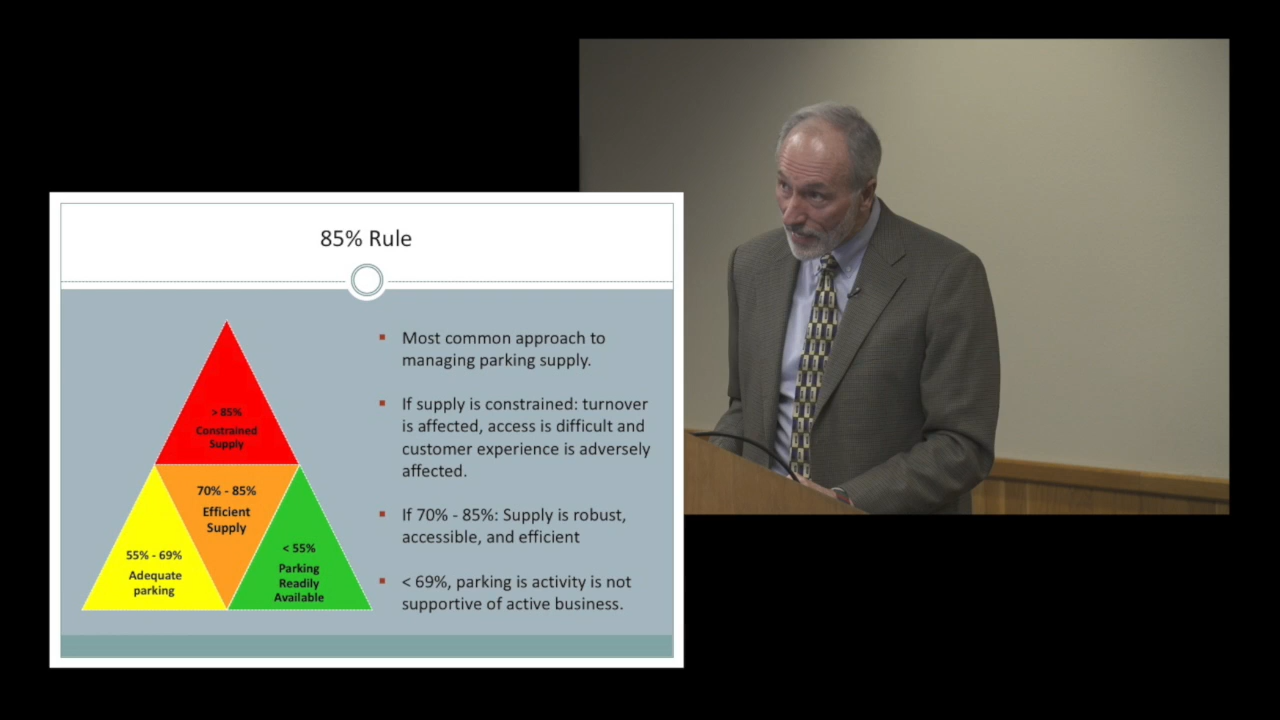 85% Rule
> 85%
Constrained
Supply
70% - 85%
Efficient
Supply
55% - 69%
Adequate
parking
< 55%
Parking
Readily
Available
Most common approach to
managing parking supply.
If supply is constrained: turnover
is affected, access is difficult and
customer experience is adversely
affected.
If 70% - 85%: Supply is robust,
accessible, and efficient
< 69%, parking is activity is not
supportive of active business.